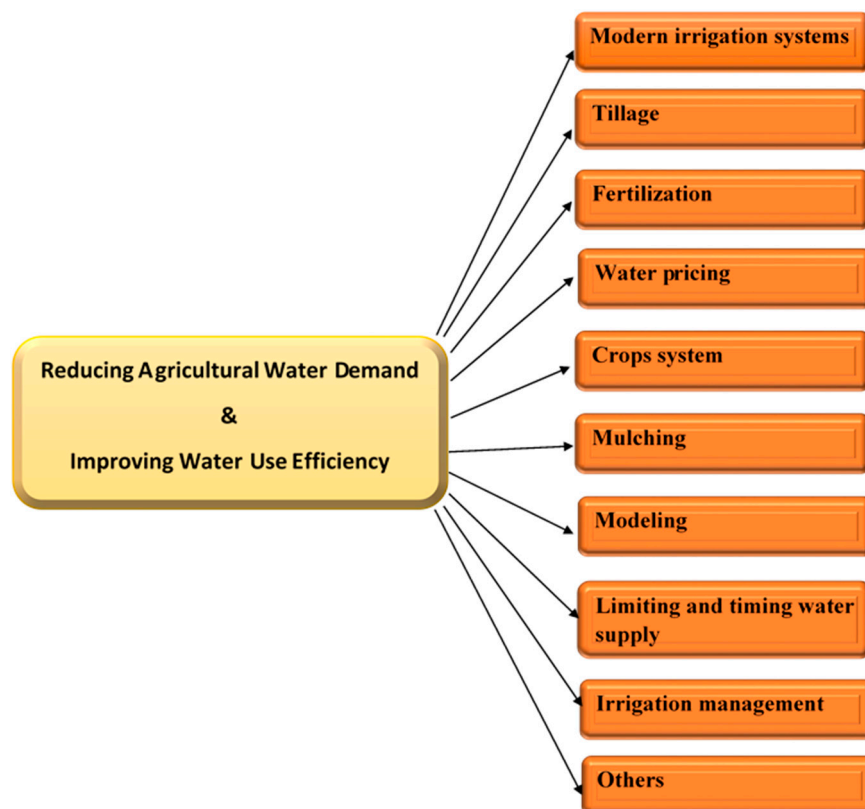 Modern irrigation systems
Tillage
Fertilization
Water pricing
Reducing Agricultural Water Demand
&
Improving Water Use Efficiency
Crops system
Mulching
Modeling
Limiting and timing water
supply
Irrigation management
Others